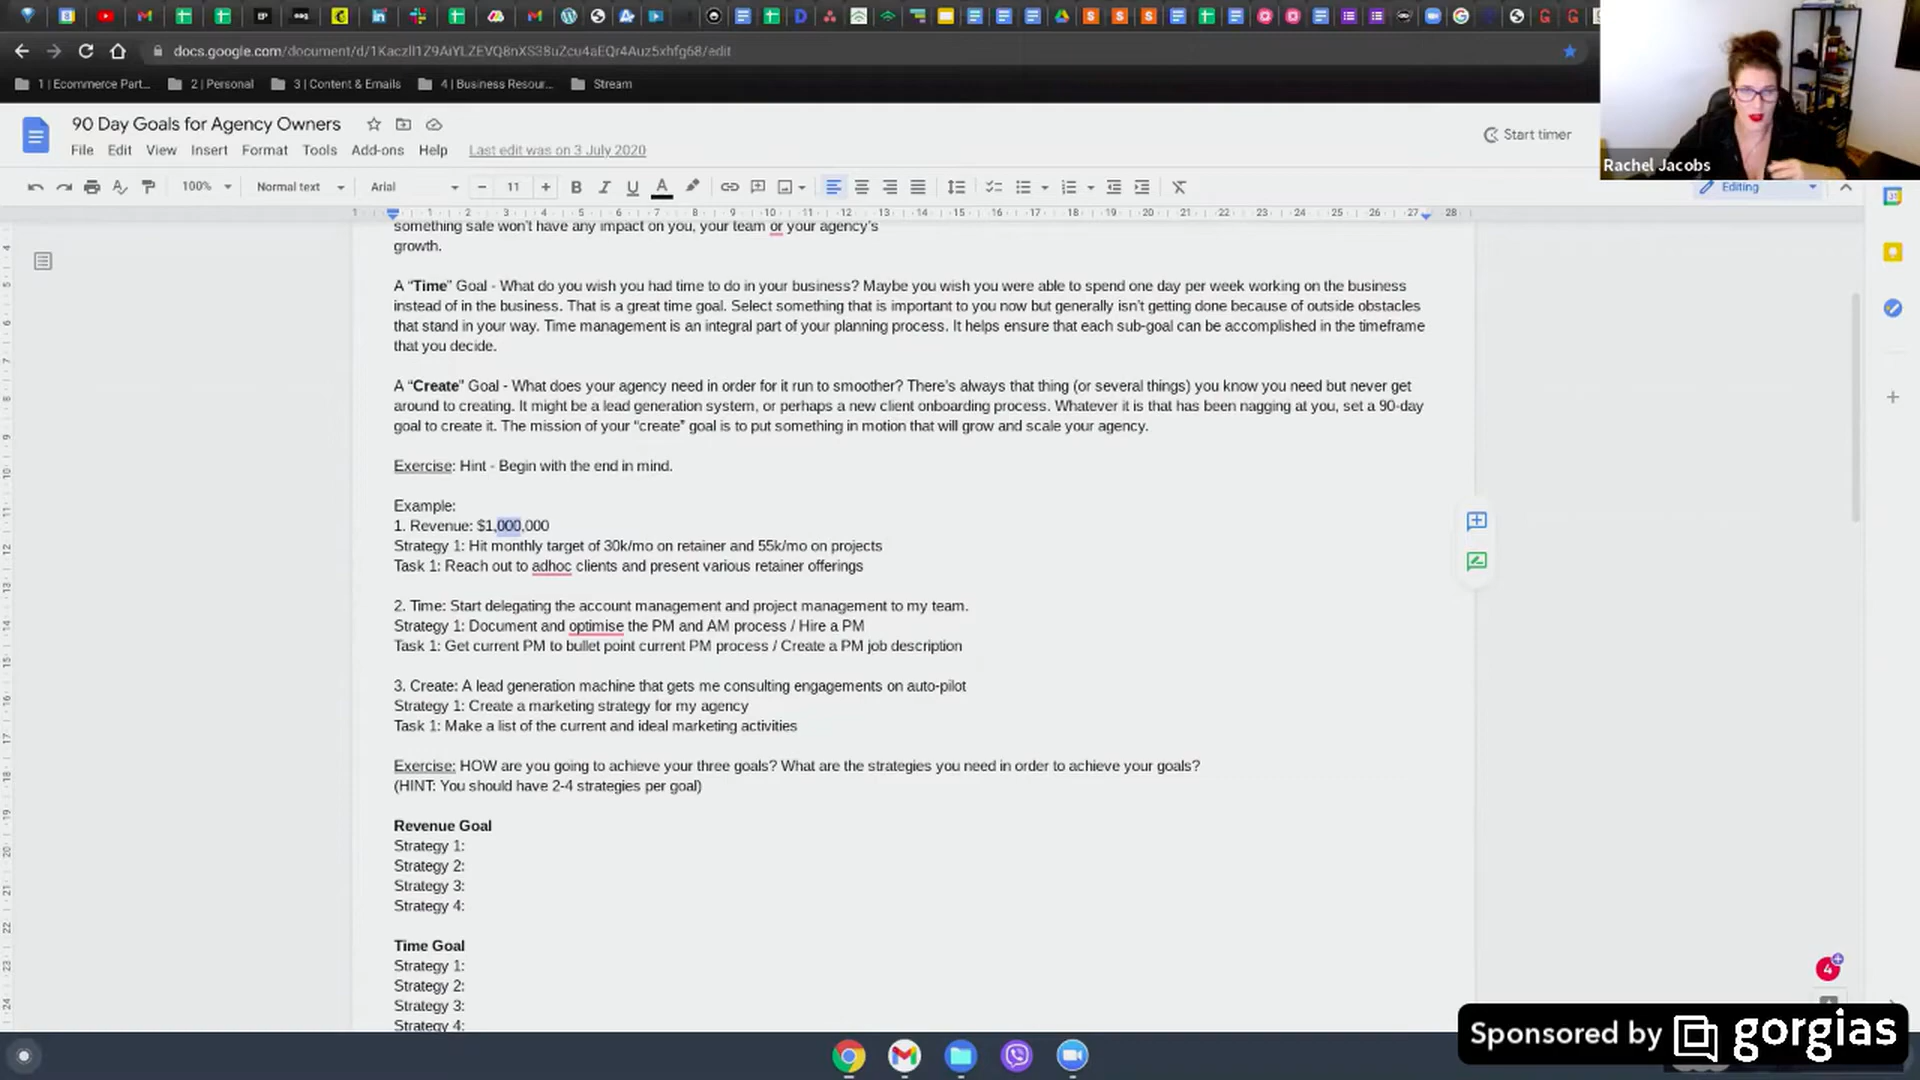 docs.google.com/document/d/1Kaczll1Z9AiYLZEVQ8nXS38uZcu4aEQr4Auz5xhfg68/edit
1 | Ecommerce Part...
2 | Personal
3 | Content & Emails
4 | Business Resour...
Stream
Rachel Jacobs
90 Day Goals for Agency Owners
Start timer
File Edit View Insert Format Tools Add-ons Help Last edit was on 3 July 2020
100% Normal text Arial 11 Editing
something safe won't have any impact on you, your team or your agency's
growth.
A “Time” Goal - What do you wish you had time to do in your business? Maybe you wish you were able to spend one day per week working on the business
instead of in the business. That is a great time goal. Select something that is important to you now but generally isn't getting done because of outside obstacles
that stand in your way. Time management is an integral part of your planning process. It helps ensure that each sub-goal can be accomplished in the timeframe
that you decide.
A “Create” Goal - What does your agency need in order for it run to smoother? There's always that thing (or several things) you know you need but never get
around to creating. It might be a lead generation system, or perhaps a new client onboarding process. Whatever it is that has been nagging at you, set a 90-day
goal to create it. The mission of your “create” goal is to put something in motion that will grow and scale your agency.
Exercise: Hint - Begin with the end in mind.
Example:
1. Revenue: $1,000,000
Strategy 1: Hit monthly target of 30k/mo on retainer and 55k/mo on projects
Task 1: Reach out to adhoc clients and present various retainer offerings
2. Time: Start delegating the account management and project management to my team.
Strategy 1: Document and optimise the PM and AM process / Hire a PM
Task 1: Get current PM to bullet point current PM process / Create a PM job description
3. Create: A lead generation machine that gets me consulting engagements on auto-pilot
Strategy 1: Create a marketing strategy for my agency
Task 1: Make a list of the current and ideal marketing activities
Exercise: HOW are you going to achieve your three goals? What are the strategies you need in order to achieve your goals?
(HINT: You should have 2-4 strategies per goal)
Revenue Goal
Strategy 1:
Strategy 2:
Strategy 3:
Strategy 4:
Time Goal
Strategy 1:
Strategy 2:
Strategy 3:
Strategy 4:
4
Sponsored by gorgias